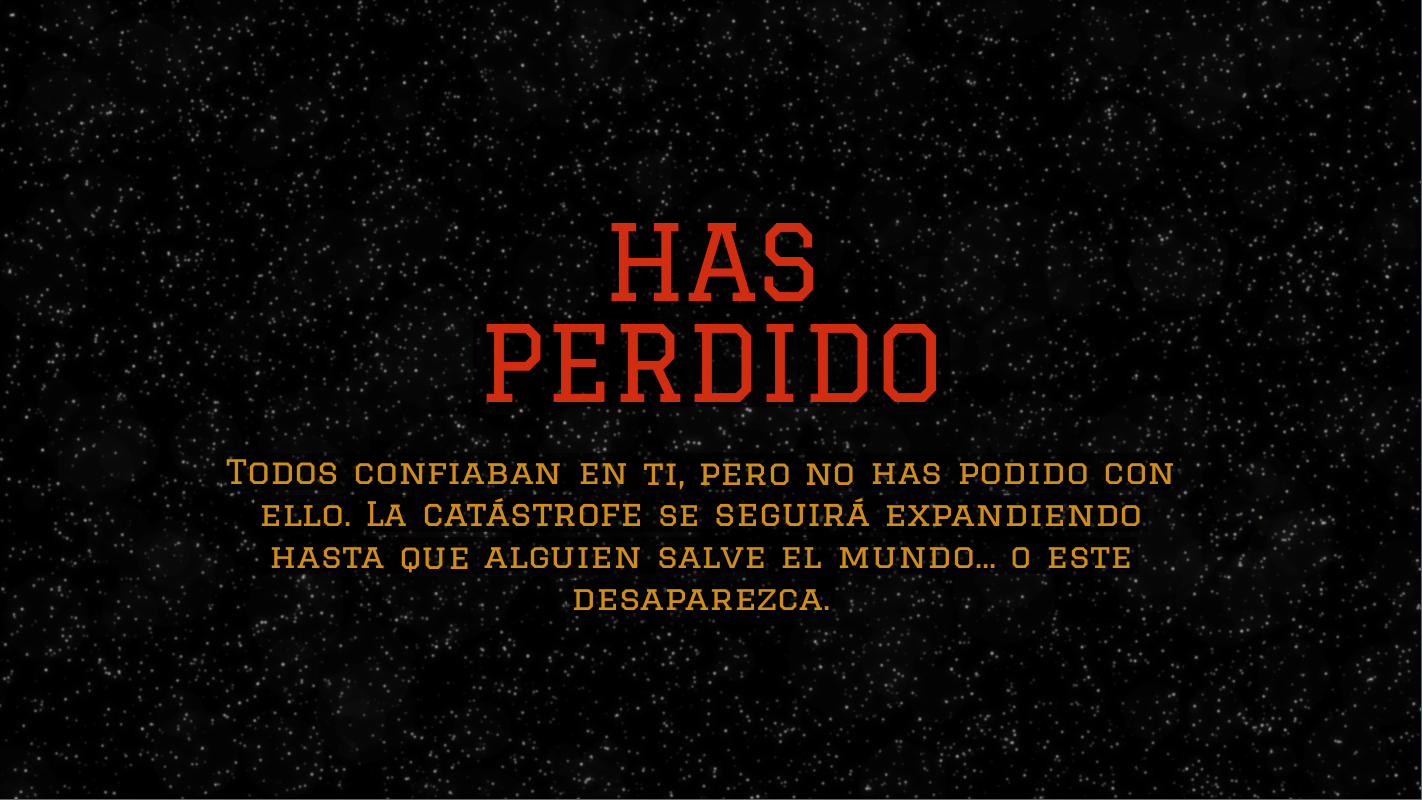 HAS
PERDIDO
Todos confiaban en ti, pero no has podido con
ello. La catástrofe se seguirá expandiendo
hasta que alguien salve el mundo... o este
desaparezca.